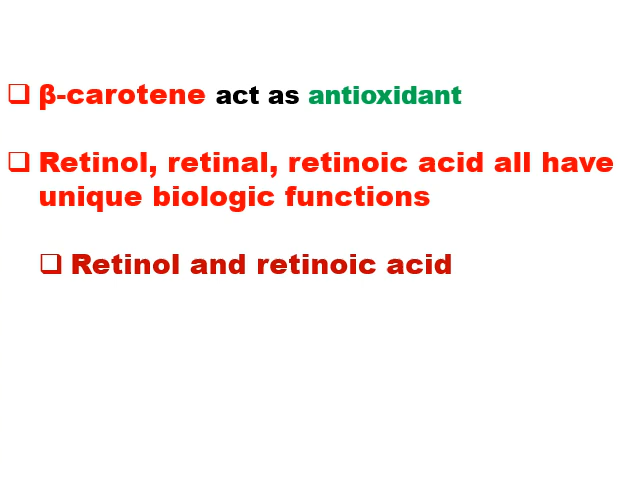 ❑ β-carotene act as antioxidant
❑ Retinol, retinal, retinoic acid all have
unique biologic functions
❑ Retinol and retinoic acid